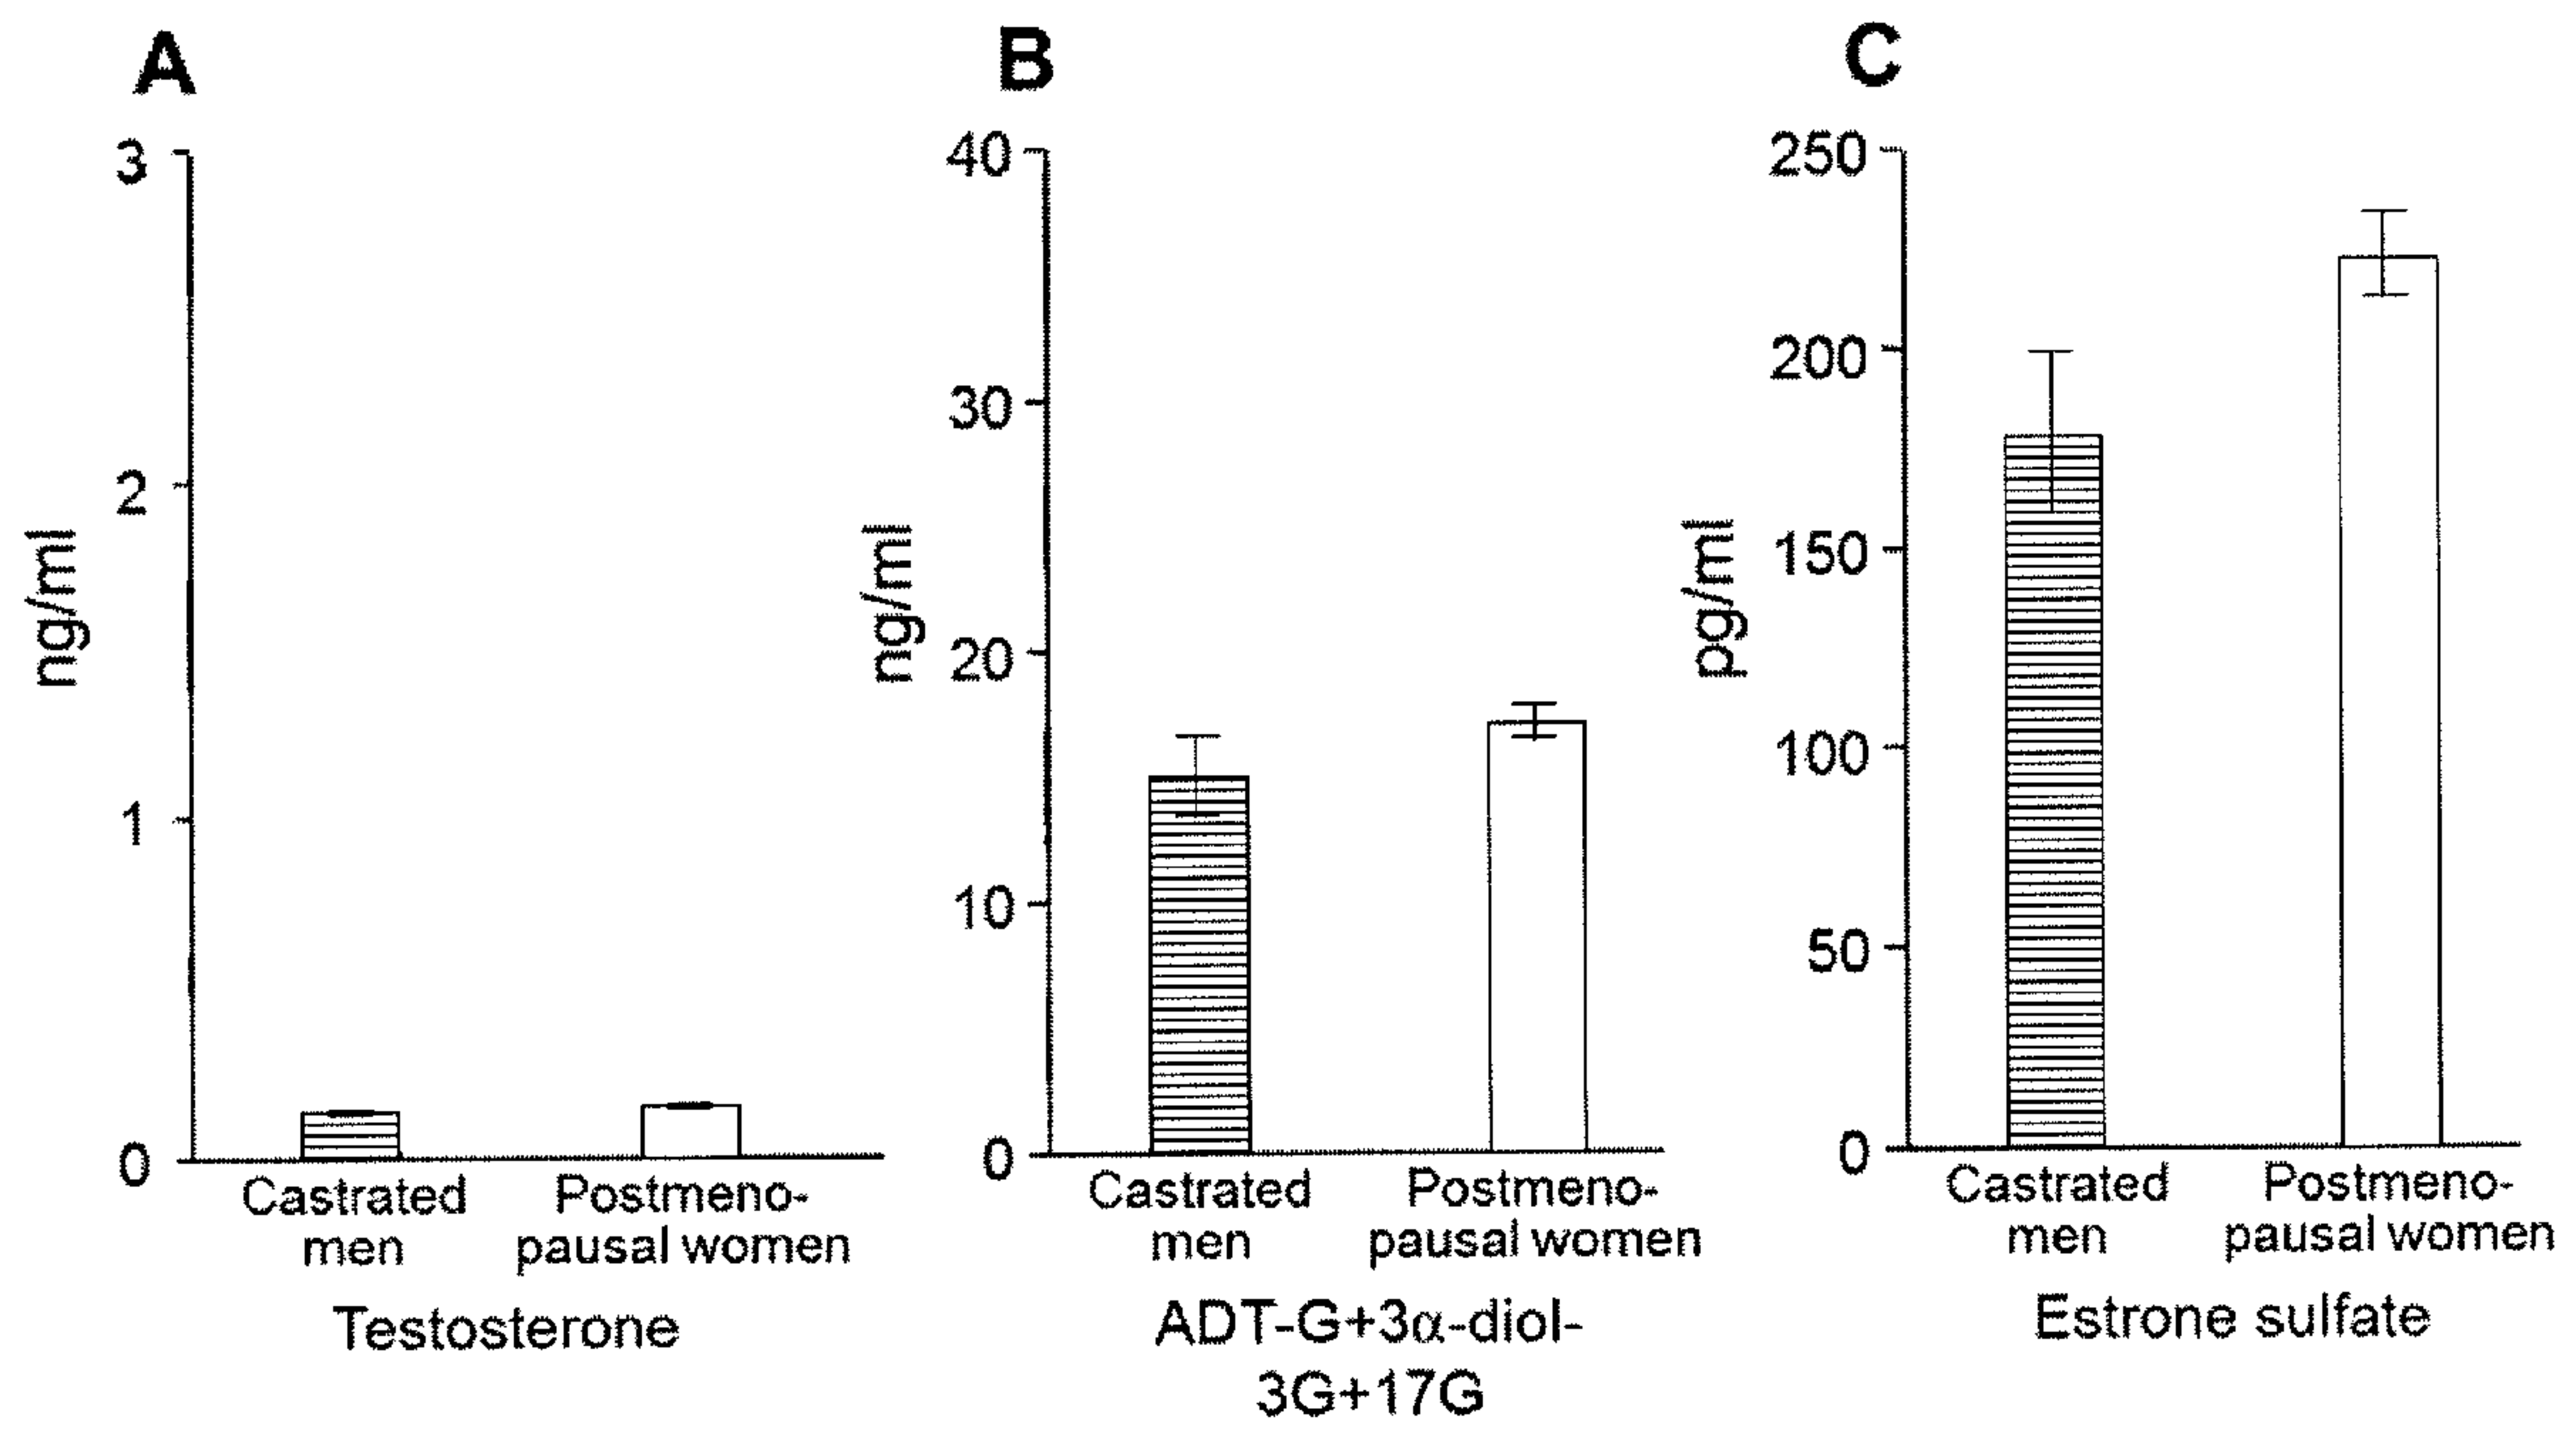 A
3
2
1
0
ng/ml
Castrated
men
Postmeno-
pausal women
Testosterone
B
40
30
20
10
0
ng/ml
Castrated
men
Postmeno-
pausal women
ADT-G+3α-diol-
3G+17G
C
250
200
150
100
50
0
pg/ml
Castrated
men
Postmeno-
pausal women
Estrone sulfate